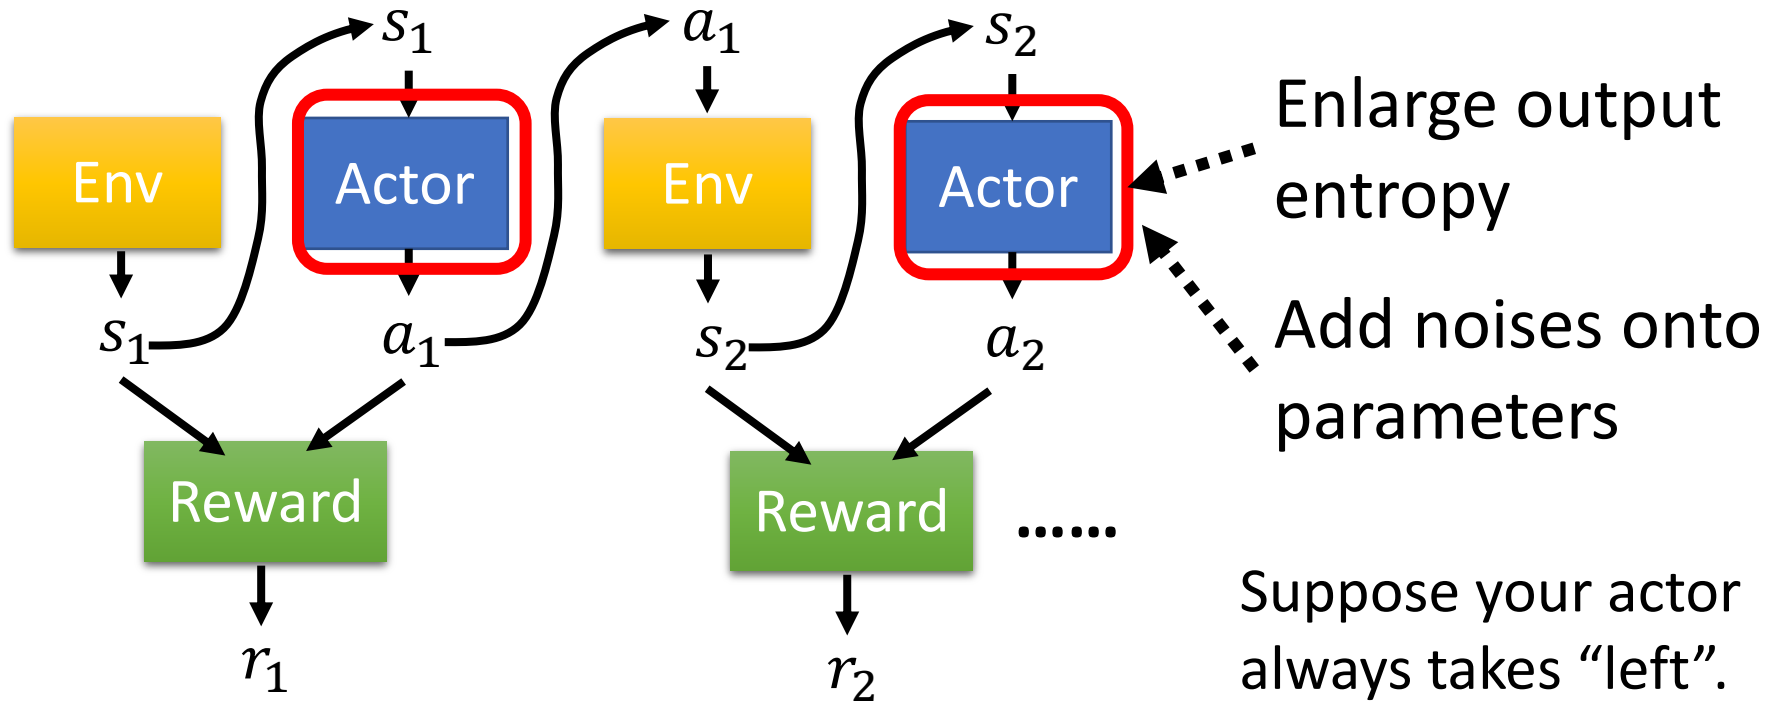 s₁
a₁
s₂
Env
Actor
Env
Actor
Enlarge output
entropy
s₁
a₁
s₂
a₂
Add noises onto
parameters
Reward
Reward
......
r₁
r₂
Suppose your actor
always takes “left”.